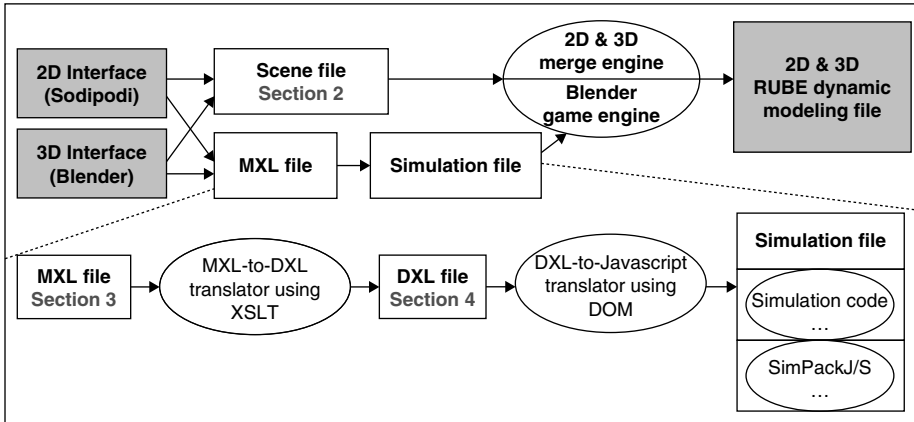 2D Interface
(Sodipodi)
Scene file
Section 2
2D & 3D
merge engine
Blender
game engine
2D & 3D
RUBE dynamic
modeling file
3D Interface
(Blender)
MXL file
Simulation file
MXL file
Section 3
MXL-to-DXL
translator using
XSLT
DXL file
Section 4
DXL-to-Javascript
translator using
DOM
Simulation file
Simulation code
...
SimPackJ/S
...